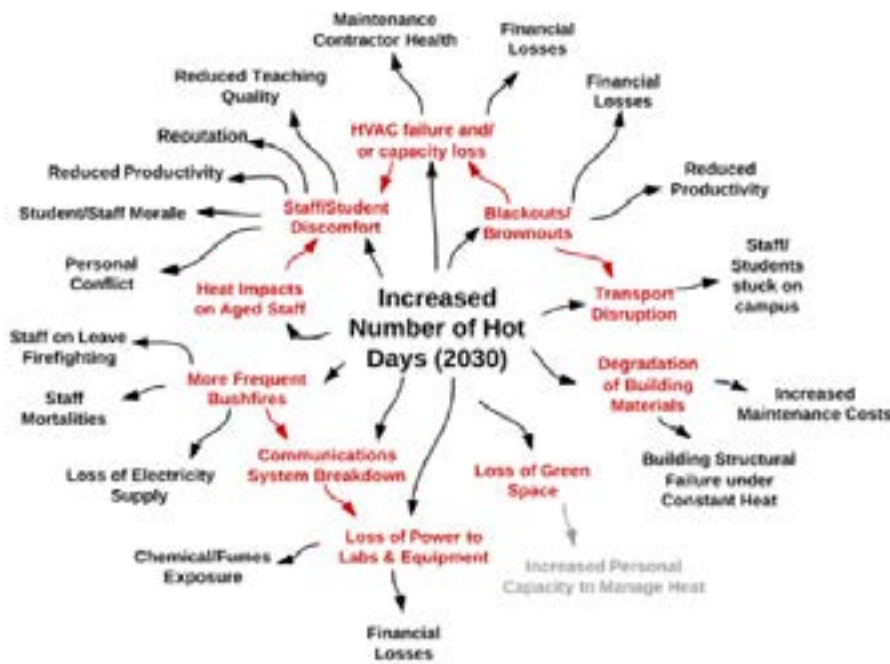 Maintenance
Contractor Health
Financial
Losses
Reduced Teaching
Quality
Financial
Losses
HVAC failure and/
or capacity loss
Reputation
Reduced Productivity
Reduced
Productivity
Student/Staff Morale
Staff/Student
Discomfort
Blackouts/
Brownouts
Staff/
Students
stuck on
campus
Personal
Conflict
Heat Impacts
on Aged Staff
Increased
Number of Hot
Days (2030)
Transport
Disruption
Staff on Leave
Firefighting
More Frequent
Bushfires
Degradation
of Building
Materials
Staff
Mortalities
Increased
Maintenance Costs
Loss of Electricity
Supply
Communications
System Breakdown
Loss of Green
Space
Building Structural
Failure under
Constant Heat
Loss of Power to
Labs & Equipment
Chemical/Fumes
Exposure
Increased Personal
Capacity to Manage Heat
Financial
Losses